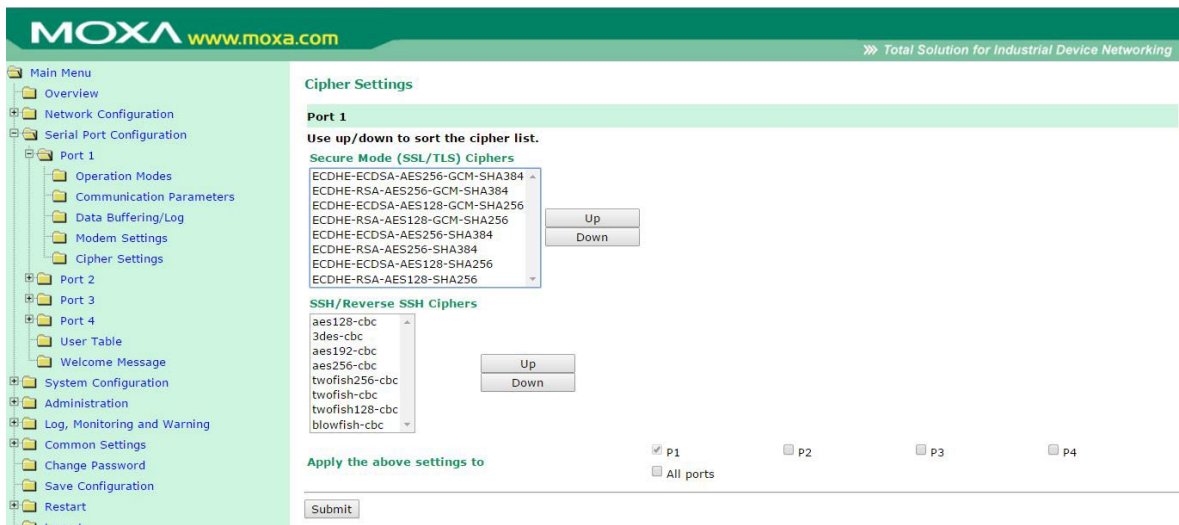 MOXA www.moxa.com
Total Solution for Industrial Device Networking
Main Menu
Overview
Network Configuration
Serial Port Configuration
Port 1
Operation Modes
Communication Parameters
Data Buffering/Log
Modem Settings
Cipher Settings
Port 2
Port 3
Port 4
User Table
Welcome Message
System Configuration
Administration
Log, Monitoring and Warning
Common Settings
Change Password
Save Configuration
Restart
Cipher Settings
Port 1
Use up/down to sort the cipher list.
Secure Mode (SSL/TLS) Ciphers
ECDHE-ECDSA-AES256-GCM-SHA384
ECDHE-RSA-AES256-GCM-SHA384
ECDHE-ECDSA-AES128-GCM-SHA256
ECDHE-RSA-AES128-GCM-SHA256
ECDHE-ECDSA-AES256-SHA384
ECDHE-RSA-AES256-SHA384
ECDHE-ECDSA-AES128-SHA256
ECDHE-RSA-AES128-SHA256
Up
Down
SSH/Reverse SSH Ciphers
aes128-cbc
3des-cbc
aes192-cbc
aes256-cbc
twofish256-cbc
twofish-cbc
twofish128-cbc
blowfish-cbc
Up
Down
Apply the above settings to
P1 P2 P3 P4
All ports
Submit